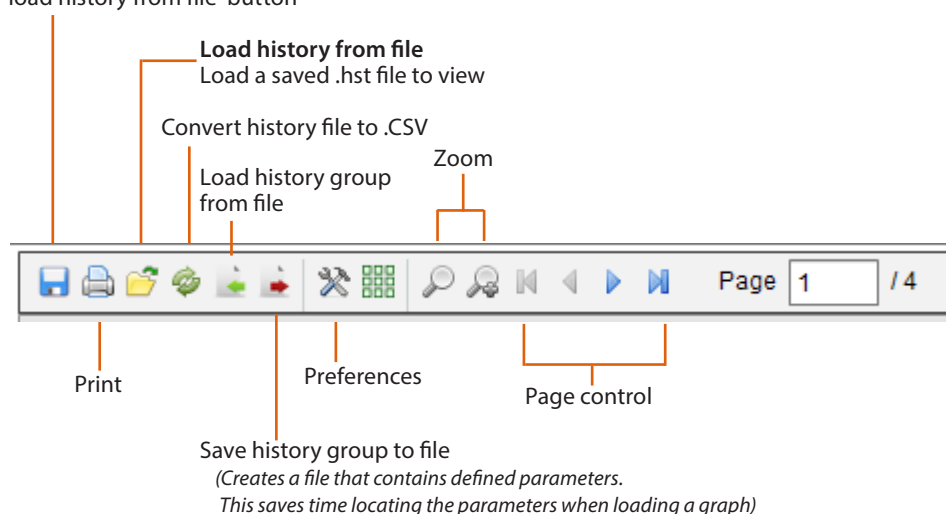 load history from file' button
Load history from file
Load a saved .hst file to view
Convert history file to .CSV
Load history group
from file
Zoom
Page 1 / 4
Print
Preferences
Page control
Save history group to file
(Creates a file that contains defined parameters.
This saves time locating the parameters when loading a graph)